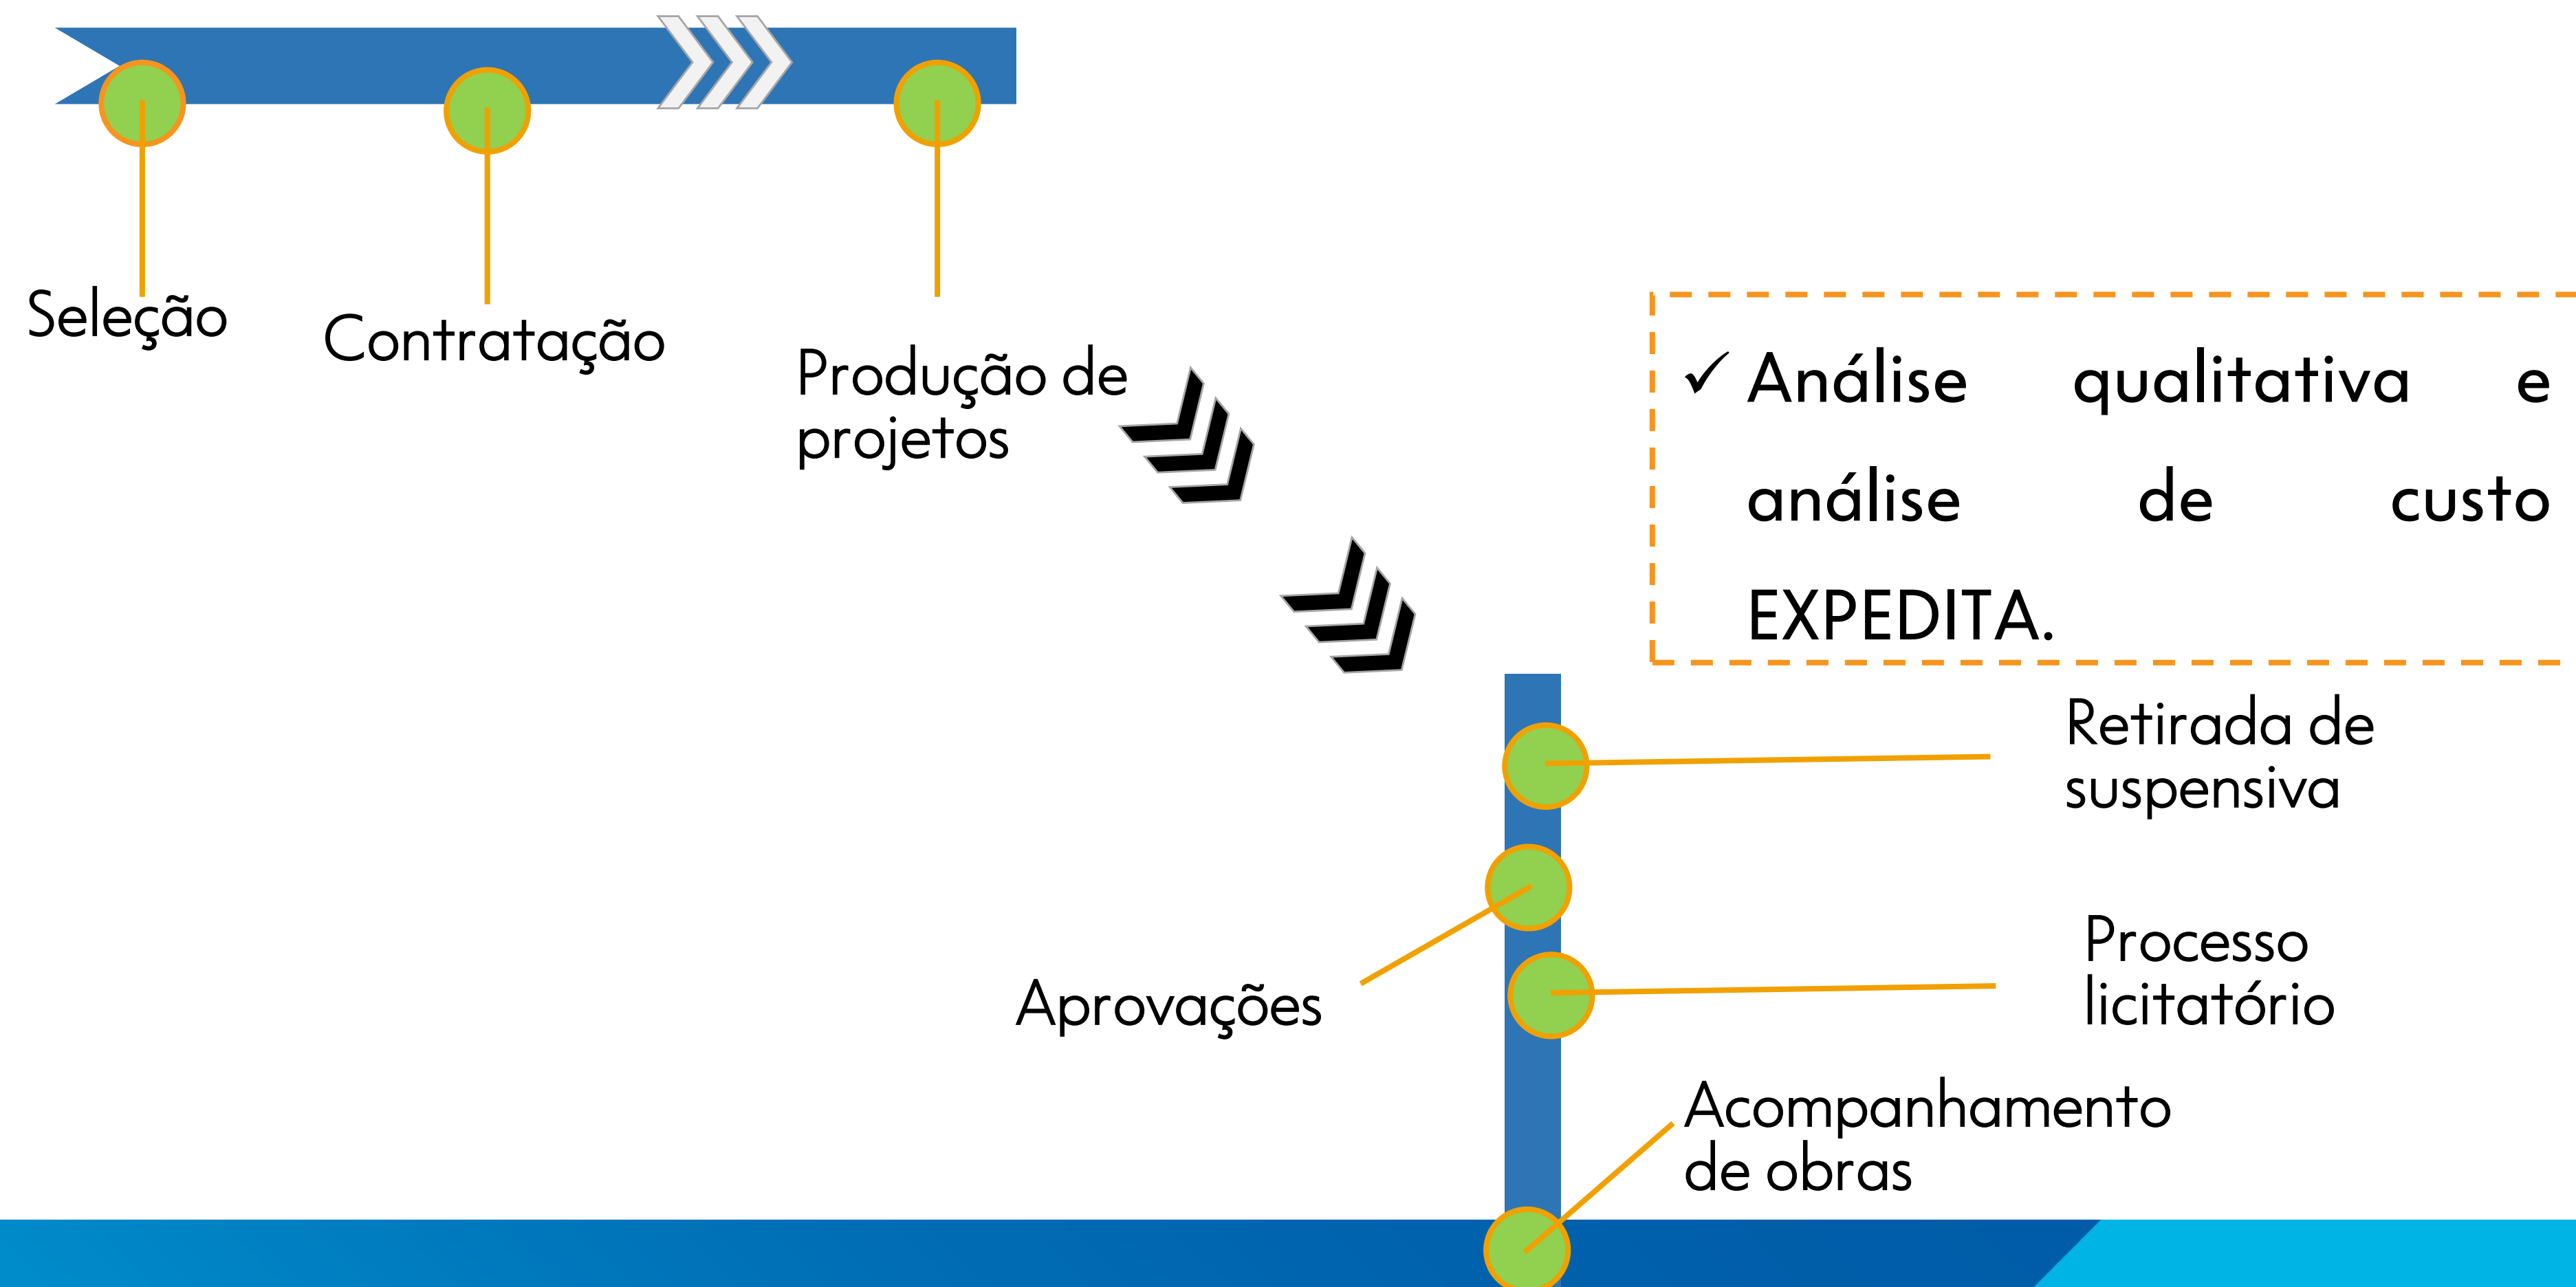 Seleção
Contratação
Produção de
projetos
✓ Análise qualitativa e
análise de custo
EXPEDITA.
Retirada de
suspensiva
Aprovações
Processo
licitatório
Acompanhamento
de obras